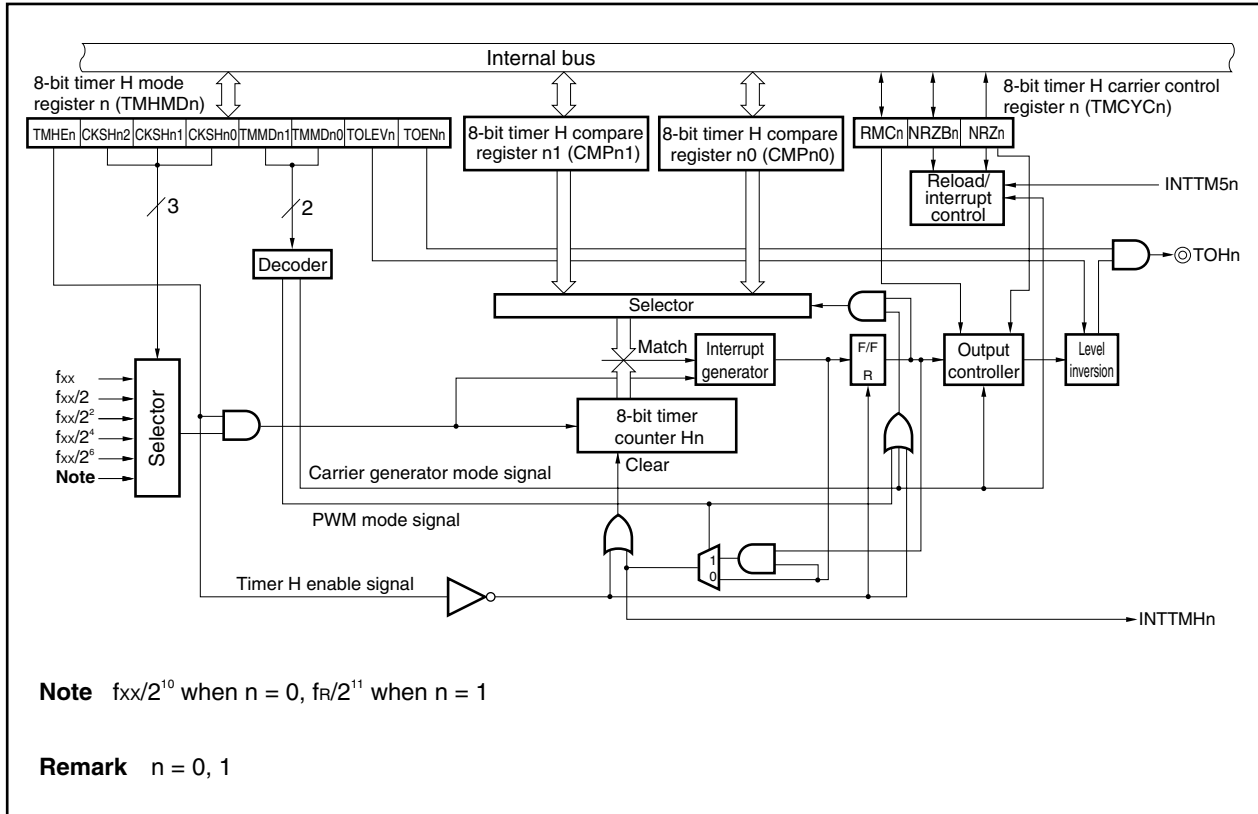 Internal bus
8-bit timer H mode
register n (TMHMDn)
8-bit timer H carrier control
register n (TMCYCn)
TMHEn CKSHn2 CKSHn1 CKSHn0 TMMDn1 TMMDn0 TOLEVn TOENn
8-bit timer H compare
register n1 (CMPn1)
8-bit timer H compare
register n0 (CMPn0)
RMCn NRZBn NRZn
Reload/
interrupt
control
INTTM5n
3
2
Decoder
TOHn
Selector
Match
Interrupt
generator
F/F
R
Output
controller
Level
inversion
fxx
fxx/2
fxx/2²
fxx/2⁴
fxx/2⁶
Note
Selector
8-bit timer
counter Hn
Clear
Carrier generator mode signal
PWM mode signal
1
0
Timer H enable signal
INTTMHn
Note fxx/2¹⁰ when n = 0, fR/2¹¹ when n = 1
Remark n = 0, 1